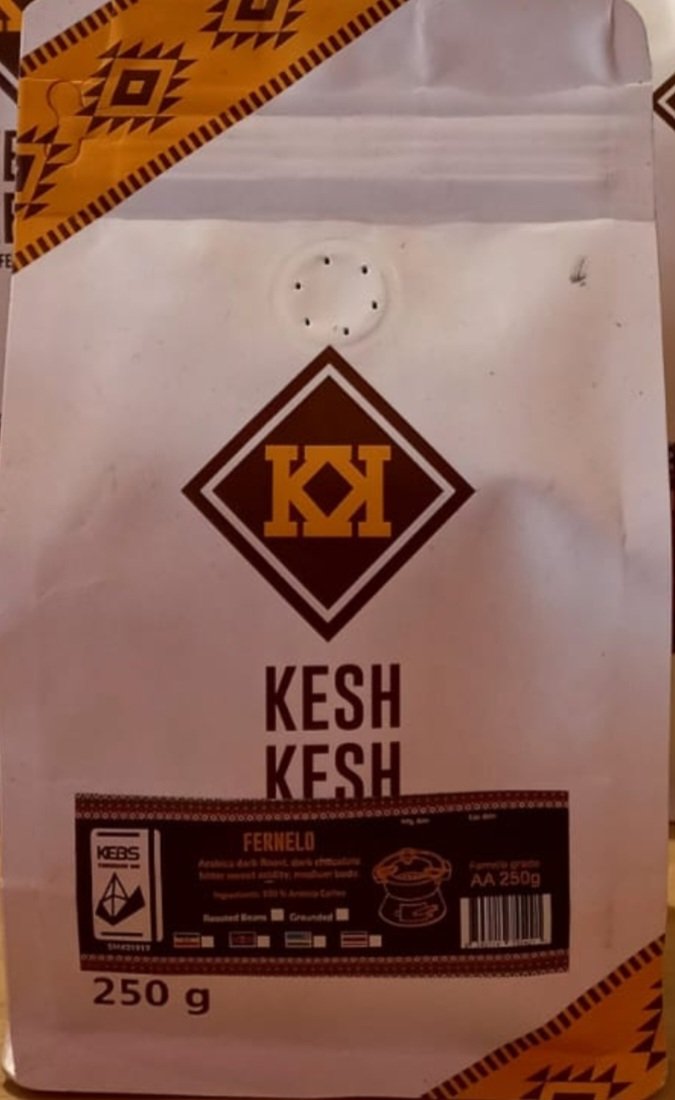 KK
KESH
KESH
FERNELO
Arabica dark Roast, dark chocolate
bitter sweet acidity, medium body
Ingredients: 100 % Arabica Coffee
Roasted Beans Grounded
KEBS
Fernelo grade
AA 250g
250 g